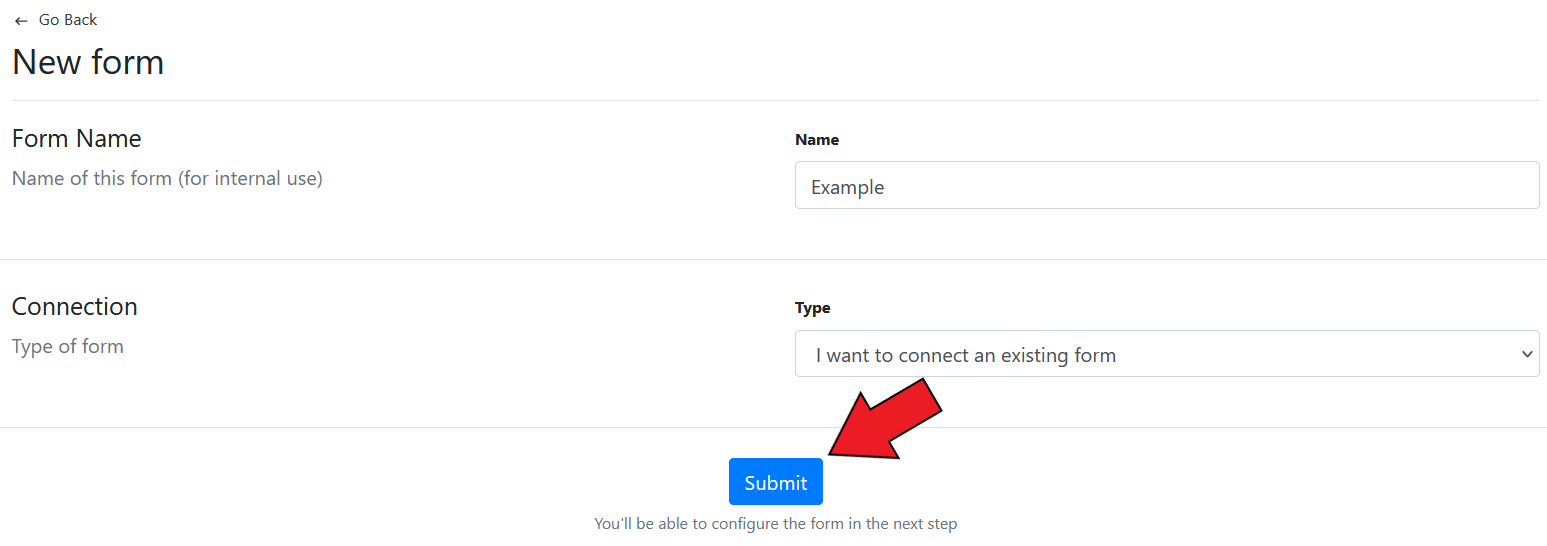 Go Back
New form
Form Name
Name of this form (for internal use)
Name
Example
Connection
Type of form
Type
I want to connect an existing form
Submit
You'll be able to configure the form in the next step